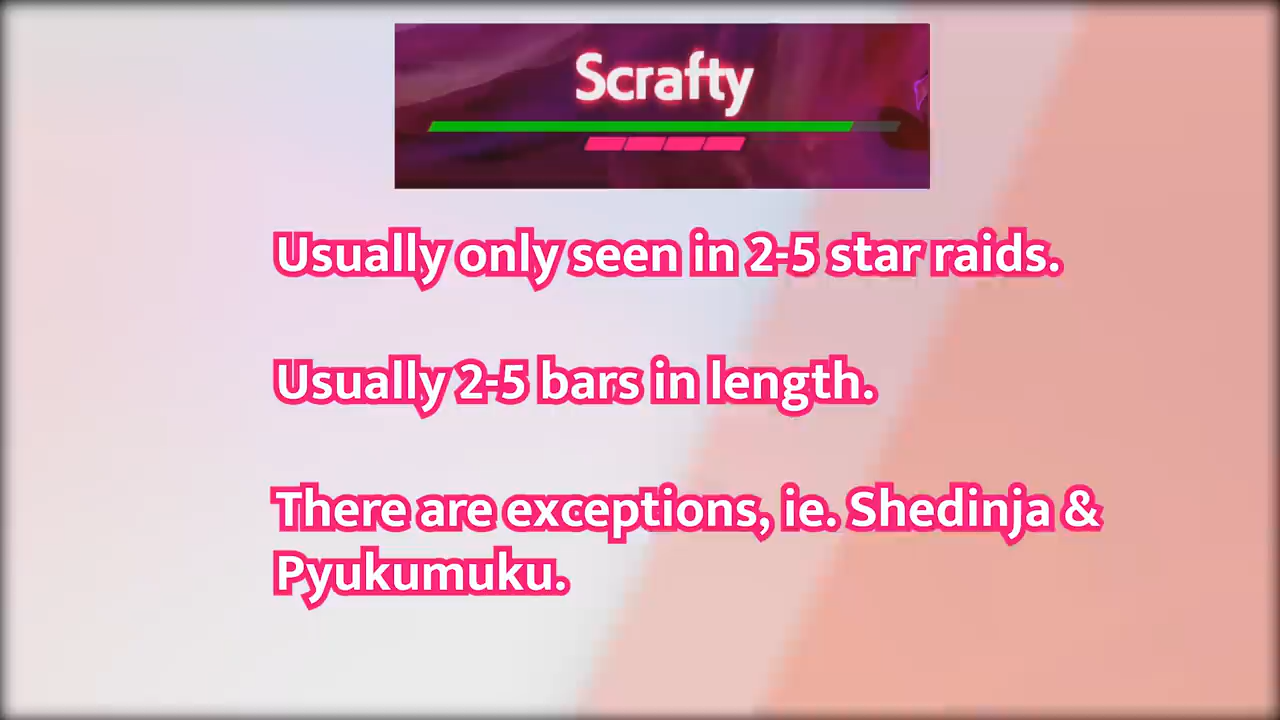 Scrafty
Usually only seen in 2-5 star raids.
Usually 2-5 bars in length.
There are exceptions, ie. Shedinja &
Pyukumuku.